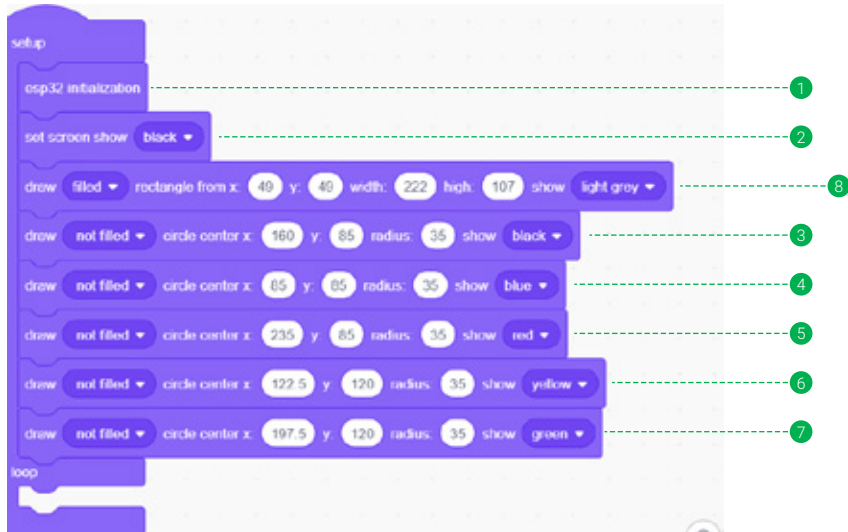 setup
esp32 initialization 1
set screen show black 2
draw filled rectangle from x: 49 y: 49 width: 222 high: 107 show light grey 8
draw not filled circle center x: 160 y: 85 radius: 35 show black 3
draw not filled circle center x: 85 y: 85 radius: 35 show blue 4
draw not filled circle center x: 235 y: 85 radius: 35 show red 5
draw not filled circle center x: 122.5 y: 120 radius: 35 show yellow 6
draw not filled circle center x: 197.5 y: 120 radius: 35 show green 7
loop